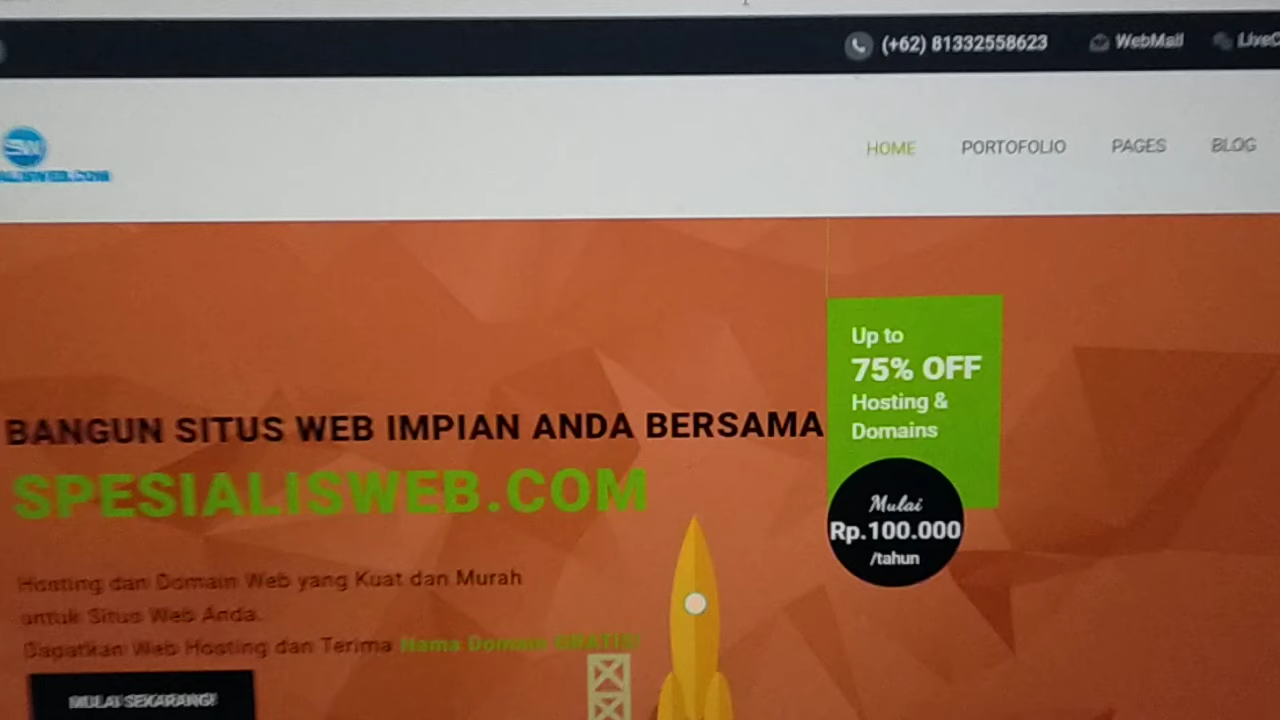 (+62) 81332558623 WebMail
SW
HOME PORTOFOLIO PAGES BLOG
Up to
75% OFF
Hosting &
Domains
BANGUN SITUS WEB IMPIAN ANDA BERSAMA
SPESIALISWEB.COM
Mulai
Rp.100.000
/tahun
Hosting dan Domain Web yang Kuat dan Murah
untuk Situs Web Anda.
Dapatkan Web Hosting dan Terima Nama Domain GRATIS!
MULAI SEKARANG!